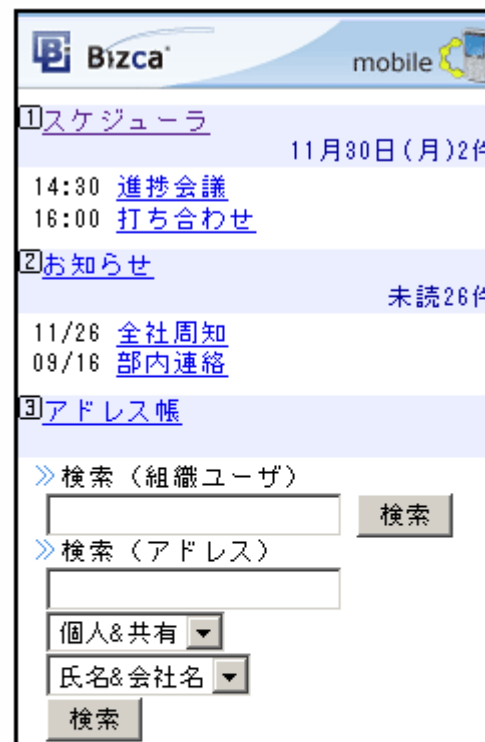 Bizca
mobile
1スケジューラ
11月30日(月)2件
14:30 進捗会議
16:00 打ち合わせ
2お知らせ
未読26件
11/26 全社周知
09/16 部内連絡
3アドレス帳
≫検索（組織ユーザ）
検索
≫検索（アドレス）
個人&共有
氏名&会社名
検索